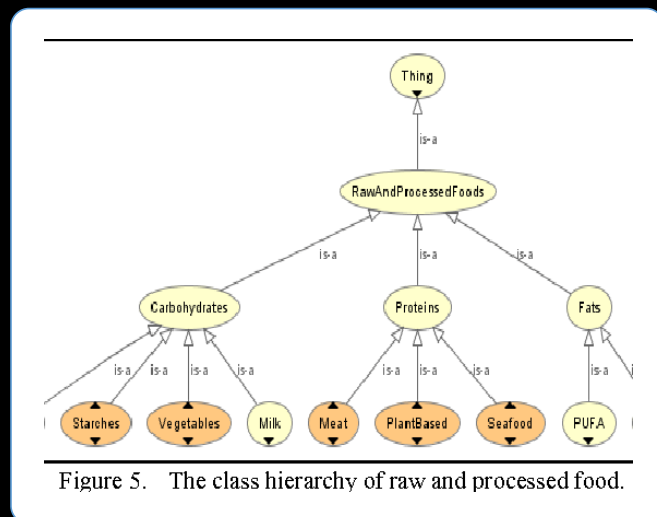 Thing
is-a
RawAndProcessedFoods
is-a
is-a
is-a
Carbohydrates
Proteins
Fats
is-a
is-a
is-a
is-a
is-a
is-a
is-a
Starches
Vegetables
Milk
Meat
PlantBased
Seafood
PUFA
Figure 5. The class hierarchy of raw and processed food.